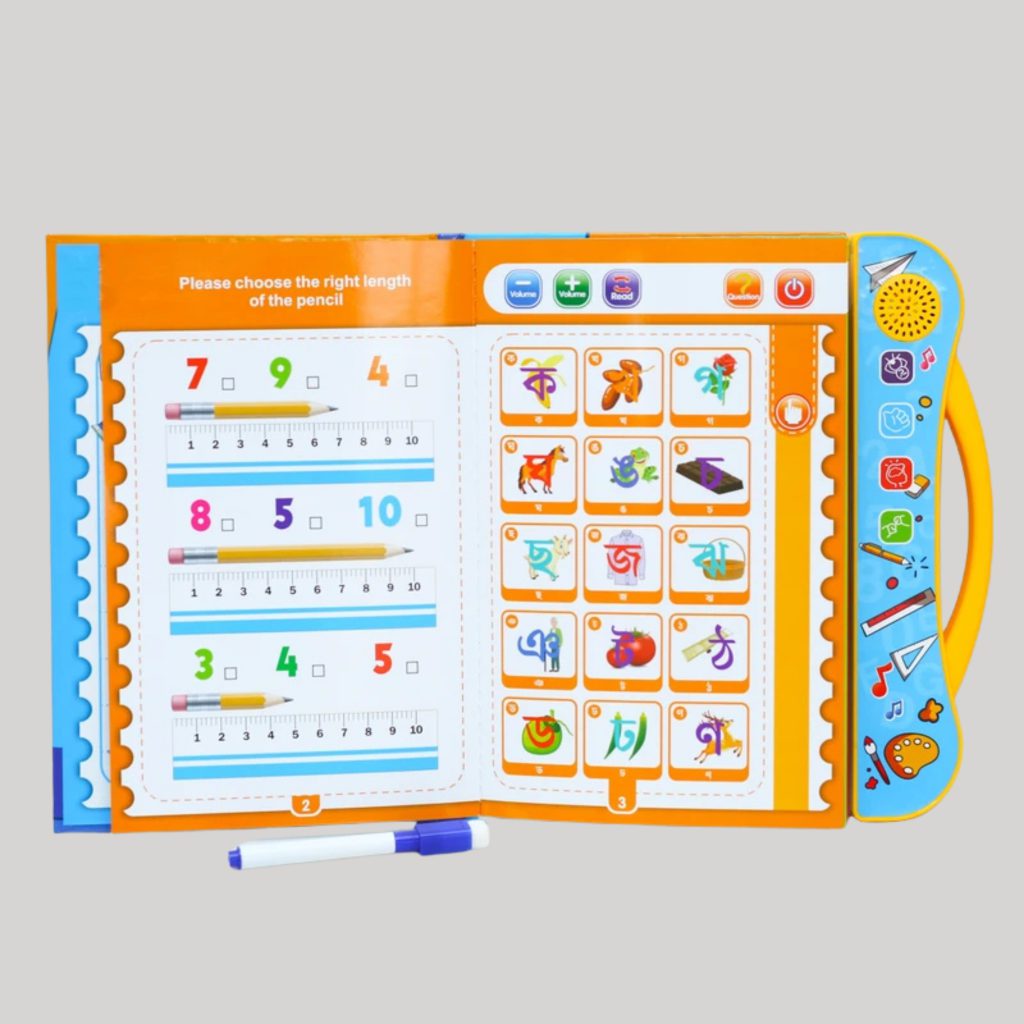 Please choose the right length
of the pencil
7 9 4
1 2 3 4 5 6 7 8 9 10
8 5 10
1 2 3 4 5 6 7 8 9 10
3 4 5
1 2 3 4 5 6 7 8 9 10
2
Volume Volume Read Question
ক খ গ
ক খ গ
ক খ গ
ঘ ঙ চ
ঘ ঙ চ
ঘ ঙ চ
ছ জ ঝ
ছ জ ঝ
ছ জ ঝ
ঞ ট ঠ
ঞ ট ঠ
ঞ ট ঠ
ড ঢ ণ
ড ঢ ণ
ড ঢ ণ
3